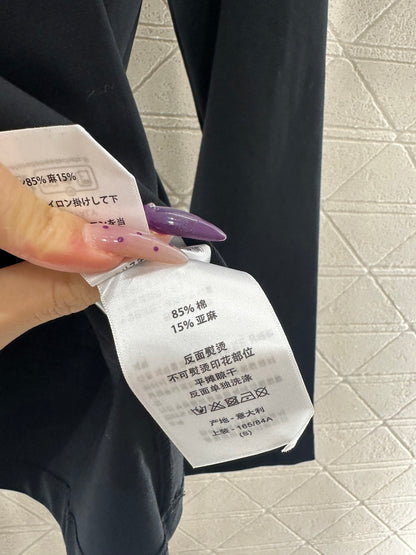 85% 麻15%
イロン掛けして下
85% 棉
15% 亚麻
反面熨烫
不可熨烫印花部位
平摊晾干
反面单独洗涤
产地 - 意大利
上装 - 165/84A
(S)